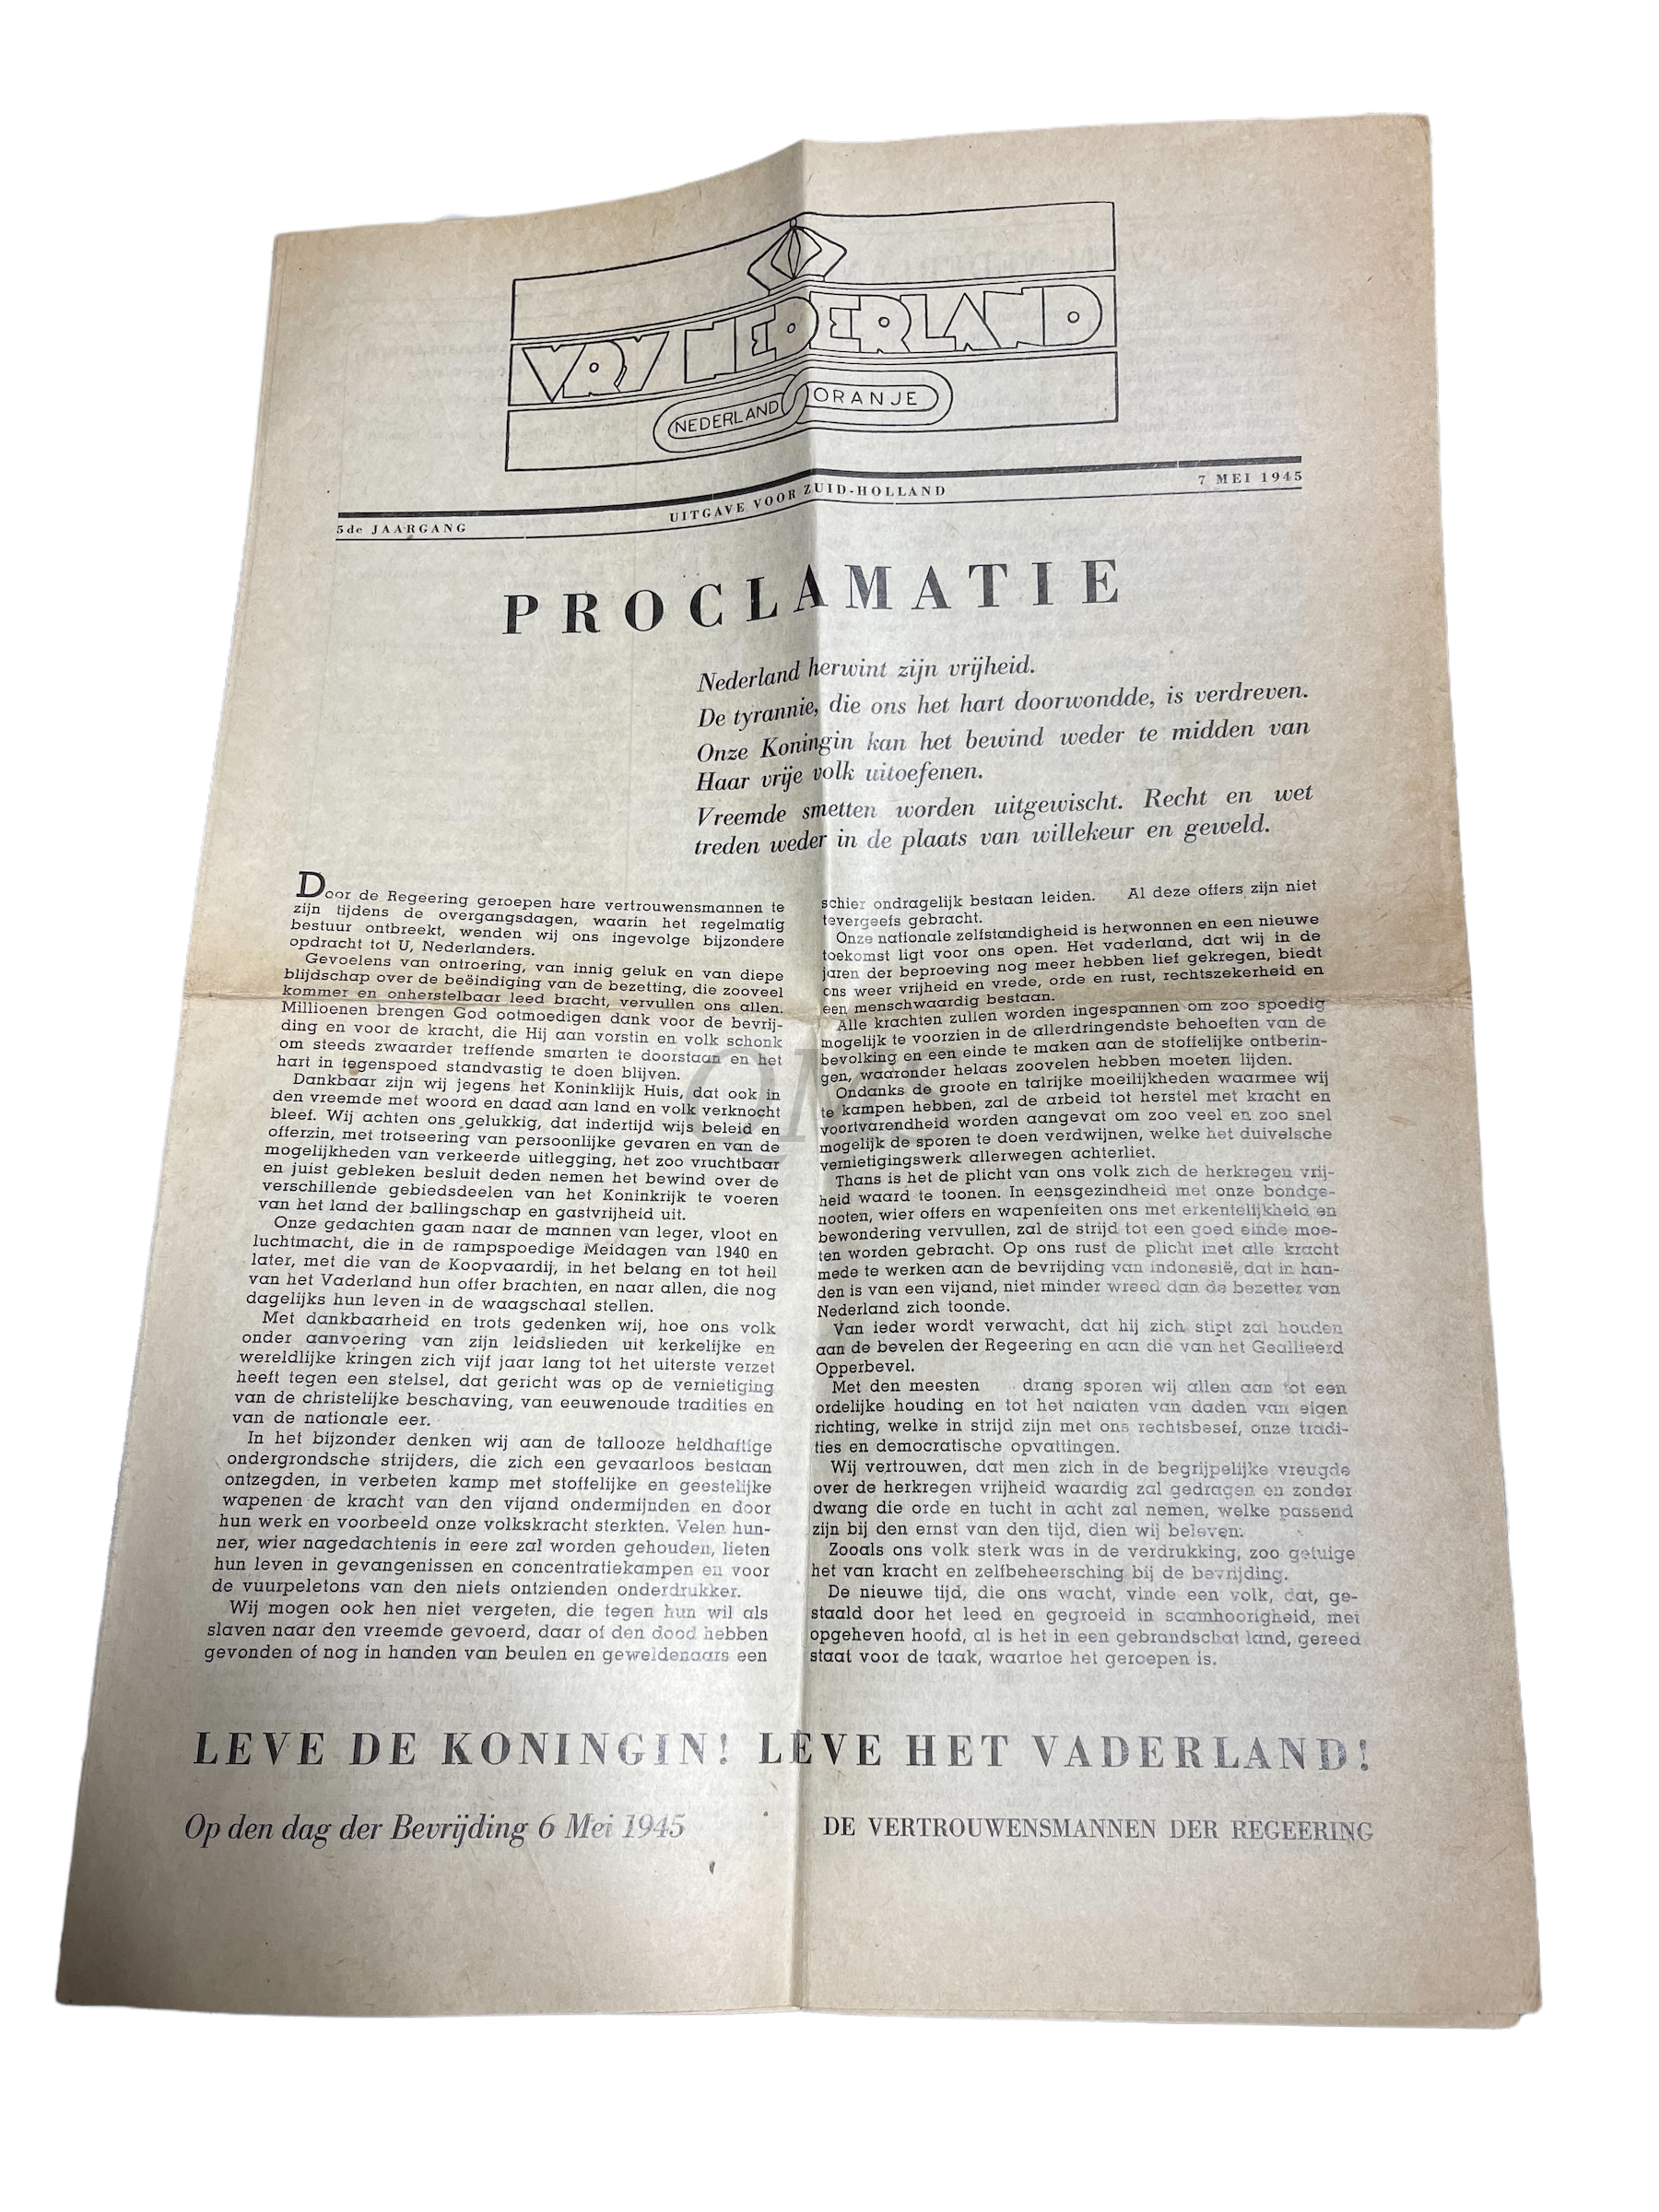 VRY NEDERLAND
NEDERLAND ORANJE
5de JAARGANG UITGAVE VOOR ZUID-HOLLAND 7 MEI 1945
PROCLAMATIE
Nederland herwint zijn vrijheid.
De tyrannie, die ons het hart doorwondde, is verdreven.
Onze Koningin kan het bewind weder te midden van
Haar vrije volk uitoefenen.
Vreemde smetten worden uitgewischt. Recht en wet
treden weder in de plaats van willekeur en geweld.
Door de Regeering geroepen hare vertrouwensmannen te
zijn tijdens de overgangsdagen, waarin het regelmatig
bestuur ontbreekt, wenden wij ons ingevolge bijzondere
opdracht tot U, Nederlanders.
Gevoelens van ontroering, van innig geluk en van diepe
blijdschap over de beëindiging van de bezetting, die zooveel
kommer en onherstelbaar leed bracht, vervullen ons allen.
Millioenen brengen God ootmoedigen dank voor de bevrij-
ding en voor de kracht, die Hij aan vorstin en volk schonk
om steeds zwaarder treffende smarten te doorstaan en het
hart in tegenspoed standvastig te doen blijven.
Dankbaar zijn wij jegens het Koninklijk Huis, dat ook in
den vreemde met woord en daad aan land en volk verknocht
bleef. Wij achten ons gelukkig, dat indertijd wijs beleid en
offerzin, met trotseering van persoonlijke gevaren en van de
mogelijkheden van verkeerde uitlegging, het zoo vruchtbaar
en juist gebleken besluit deden nemen het bewind over de
verschillende gebiedsdeelen van het Koninkrijk te voeren
van het land der ballingschap en gastvrijheid uit.
Onze gedachten gaan naar de mannen van leger, vloot en
luchtmacht, die in de rampspoedige Meidagen van 1940 en
later, met die van de Koopvaardij, in het belang en tot heil
van het Vaderland hun offer brachten, en naar allen, die nog
dagelijks hun leven in de waagschaal stellen.
Met dankbaarheid en trots gedenken wij, hoe ons volk
onder aanvoering van zijn leidslieden uit kerkelijke en
wereldlijke kringen zich vijf jaar lang tot het uiterste verzet
heeft tegen een stelsel, dat gericht was op de vernietiging
van de christelijke beschaving, van eeuwenoude tradities en
van de nationale eer.
In het bijzonder denken wij aan de tallooze heldhaftige
ondergrondsche strijders, die zich een gevaarloos bestaan
ontzegden, in verbeten kamp met stoffelijke en geestelijke
wapenen de kracht van den vijand ondermijnden en door
hun werk en voorbeeld onze volkskracht sterkten. Velen hun-
ner, wier nagedachtenis in eere zal worden gehouden, lieten
hun leven in gevangenissen en concentratiekampen en voor
de vuurpeletons van den niets ontzienden onderdrukker.
Wij mogen ook hen niet vergeten, die tegen hun wil als
slaven naar den vreemde gevoerd, daar of den dood hebben
gevonden of nog in handen van beulen en geweldenaars een
schier ondragelijk bestaan leiden. Al deze offers zijn niet
tevergeefs gebracht.
Onze nationale zelfstandigheid is herwonnen en een nieuwe
toekomst ligt voor ons open. Het vaderland, dat wij in de
jaren der beproeving nog meer hebben lief gekregen, biedt
ons weer vrijheid en vrede, orde en rust, rechtszekerheid en
een menschwaardig bestaan.
Alle krachten zullen worden ingespannen om zoo spoedig
mogelijk te voorzien in de allerdringendste behoeften van de
bevolking en een einde te maken aan de stoffelijke ontberin-
gen, waaronder helaas zoovelen hebben moeten lijden.
Ondanks de groote en talrijke moeilijkheden waarmee wij
te kampen hebben, zal de arbeid tot herstel met kracht en
voortvarendheid worden aangevat om zoo veel en zoo snel
mogelijk de sporen te doen verdwijnen, welke het duivelsche
vernietigingswerk allerwegen achterliet.
Thans is het de plicht van ons volk zich de herkregen vrij-
heid waard te toonen. In eensgezindheid met onze bondge-
nooten, wier offers en wapenfeiten ons met erkentelijkheid en
bewondering vervullen, zal de strijd tot een goed einde moe-
ten worden gebracht. Op ons rust de plicht met alle kracht
mede te werken aan de bevrijding van indonesië, dat in han-
den is van een vijand, niet minder wreed dan de bezetter van
Nederland zich toonde.
Van ieder wordt verwacht, dat hij zich stipt zal houden
aan de bevelen der Regeering en aan die van het Geallieerd
Opperbevel.
Met den meesten drang sporen wij allen aan tot een
ordelijke houding en tot het nalaten van daden van eigen
richting, welke in strijd zijn met ons rechtsbesef, onze tradi-
ties en democratische opvattingen.
Wij vertrouwen, dat men zich in de begrijpelijke vreugde
over de herkregen vrijheid waardig zal gedragen en zonder
dwang die orde en tucht in acht zal nemen, welke passend
zijn bij den ernst van den tijd, dien wij beleven.
Zooals ons volk sterk was in de verdrukking, zoo getuige
het van kracht en zelfbeheersching bij de bevrijding.
De nieuwe tijd, die ons wacht, vinde een volk, dat, ge-
staald door het leed en gegroeid in saamhoorigheid, met
opgeheven hoofd, al is het in een gebrandschat land, gereed
staat voor de taak, waartoe het geroepen is.
LEVE DE KONINGIN! LEVE HET VADERLAND!
Op den dag der Bevrijding 6 Mei 1945 DE VERTROUWENSMANNEN DER REGEERING
QMS